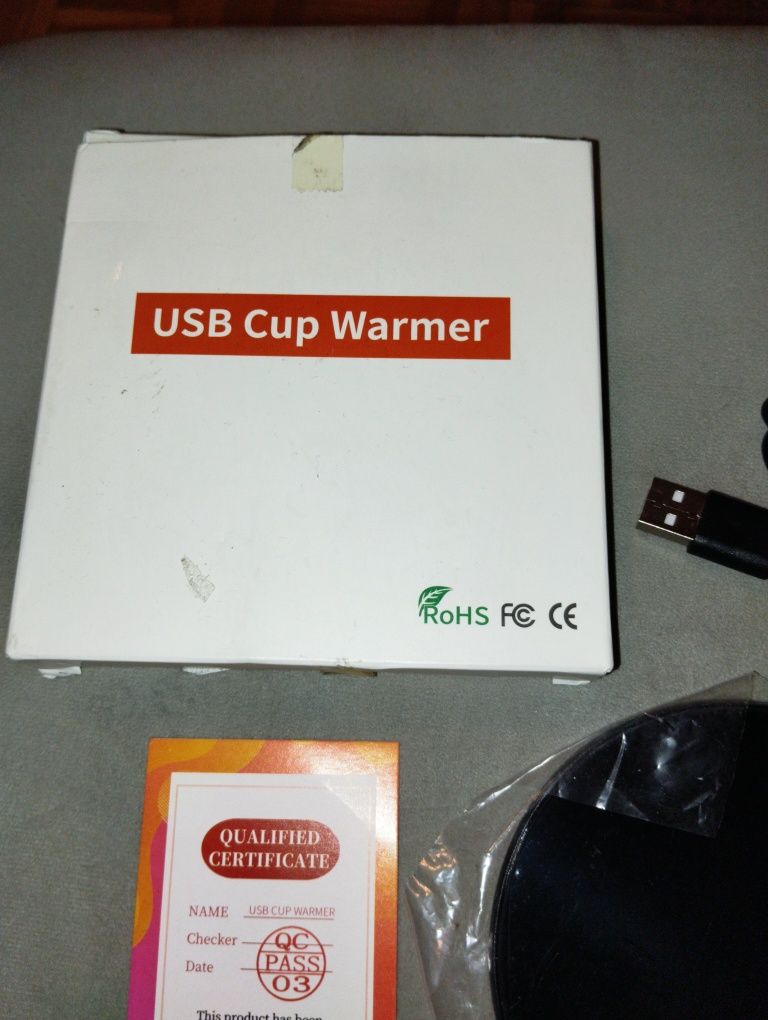 USB Cup Warmer
RoHS FC CE
QUALIFIED
CERTIFICATE
NAME USB CUP WARMER
Checker
Date
QC
PASS
03
This product has been